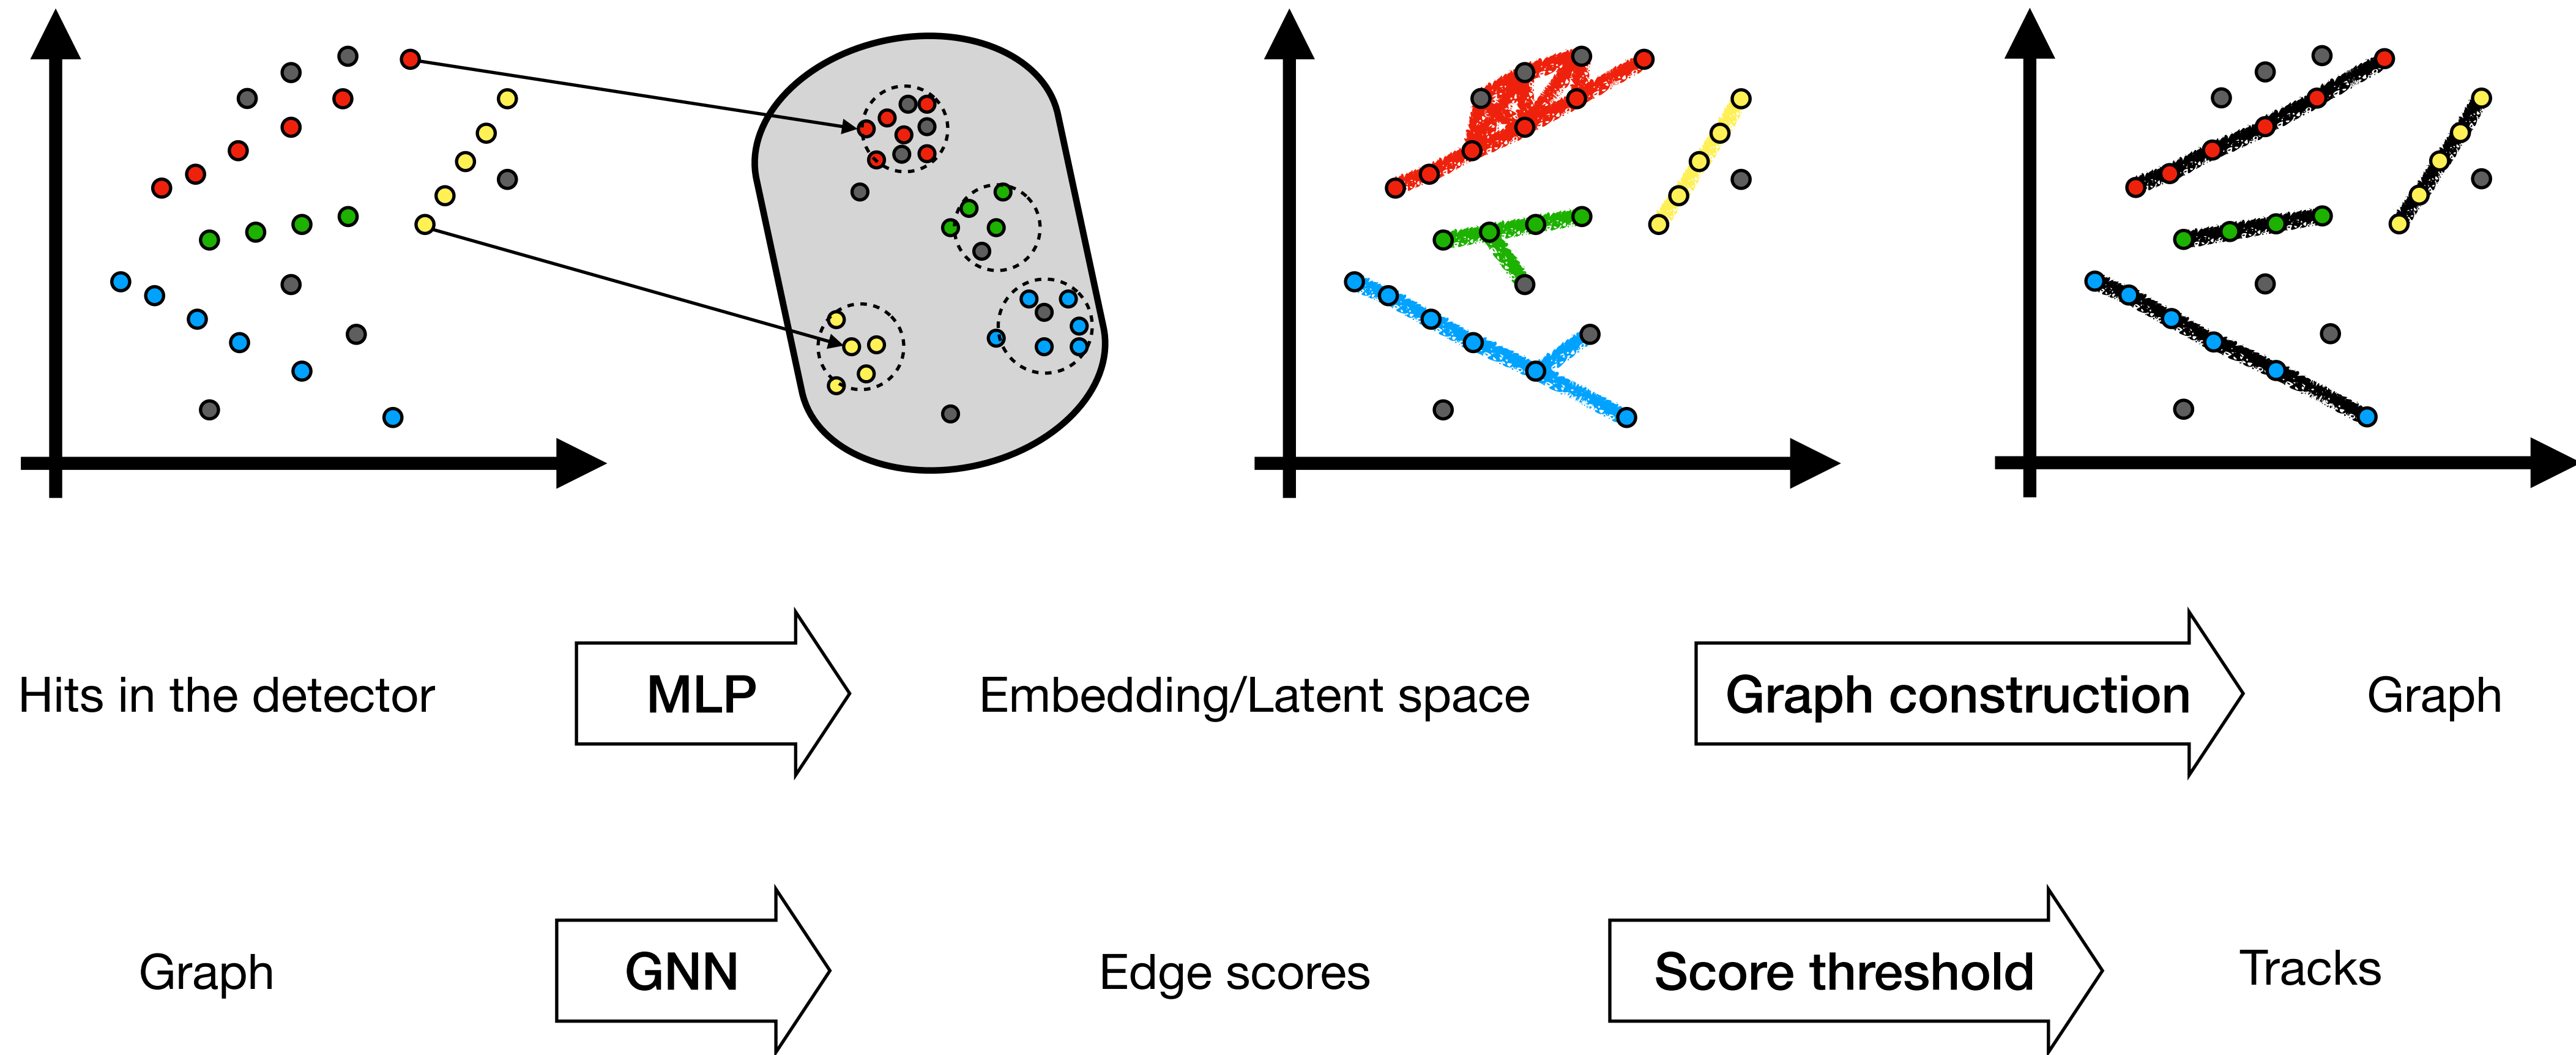 Hits in the detector
MLP
Embedding/Latent space
Graph construction
Graph
Graph
GNN
Edge scores
Score threshold
Tracks